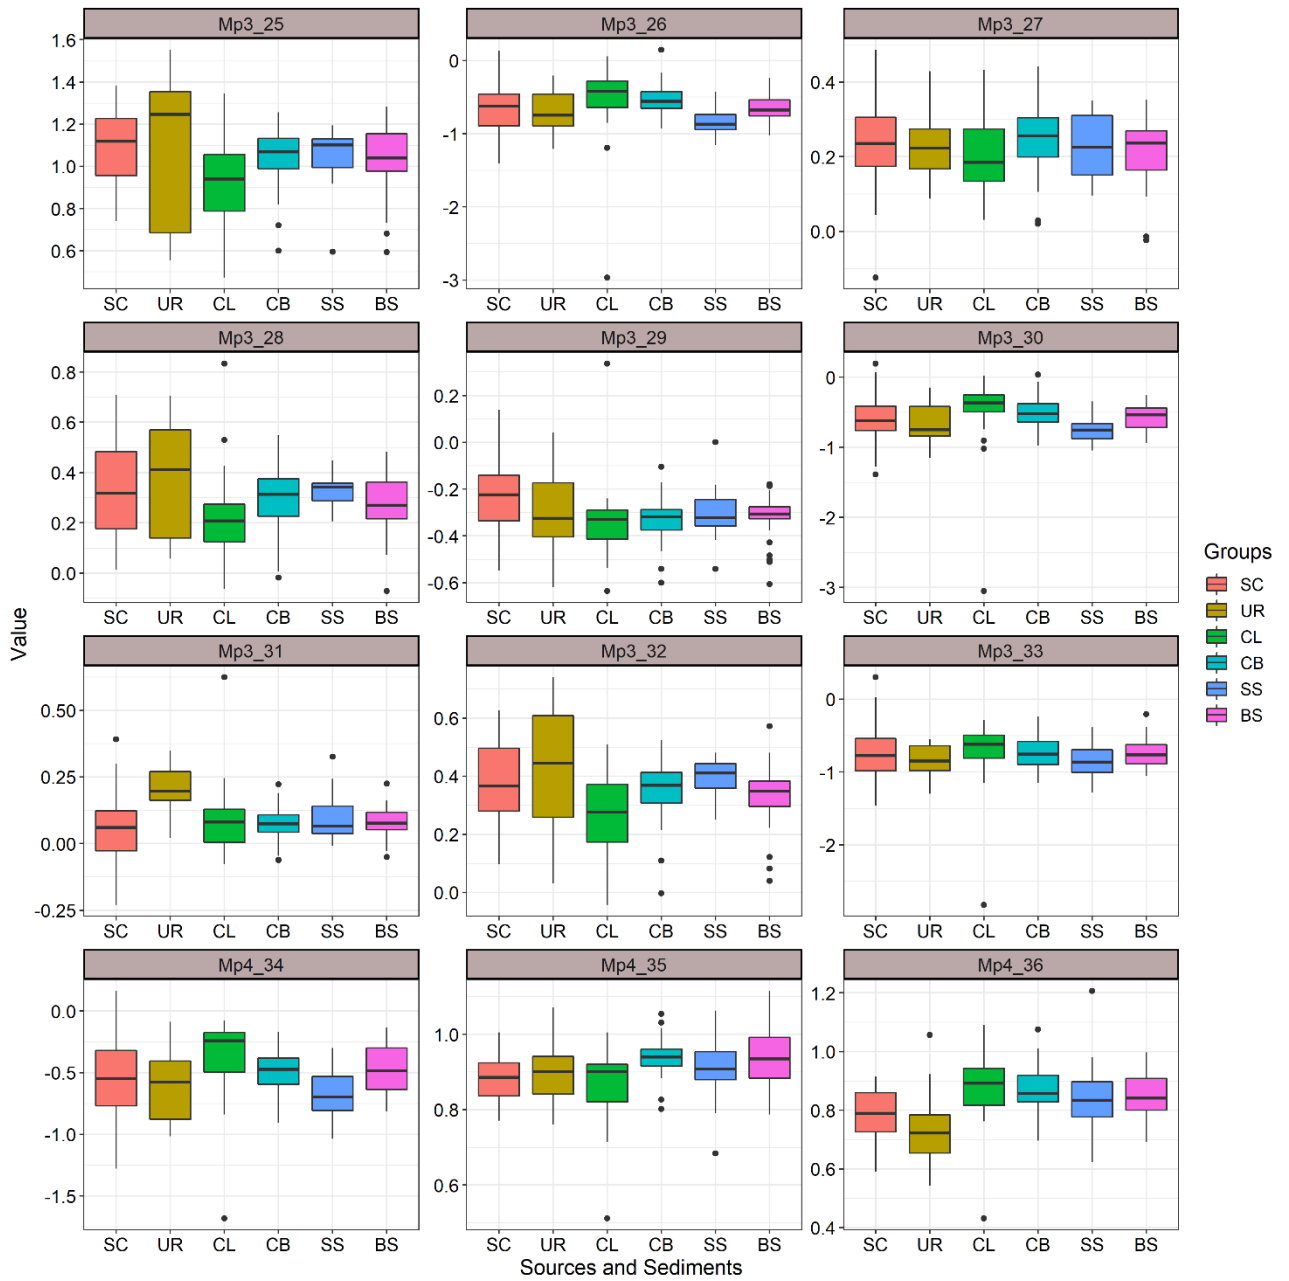 Mp3_25 Mp3_26 Mp3_27
1.6
1.4
1.2
1.0
0.8
0.6
0
-1
-2
-3
0.4
0.2
0.0
SC UR CL CB SS BS SC UR CL CB SS BS SC UR CL CB SS BS
Mp3_28 Mp3_29 Mp3_30
0.8
0.6
0.4
0.2
0.0
0.2
0.0
-0.2
-0.4
-0.6
0
-1
-2
-3
SC UR CL CB SS BS SC UR CL CB SS BS SC UR CL CB SS BS
Mp3_31 Mp3_32 Mp3_33
0.50
0.25
0.00
-0.25
0.6
0.4
0.2
0.0
0
-1
-2
SC UR CL CB SS BS SC UR CL CB SS BS SC UR CL CB SS BS
Mp4_34 Mp4_35 Mp4_36
0.0
-0.5
-1.0
-1.5
1.0
0.8
0.6
1.2
1.0
0.8
0.6
0.4
SC UR CL CB SS BS SC UR CL CB SS BS SC UR CL CB SS BS
Value
Sources and Sediments
Groups
SC
UR
CL
CB
SS
BS